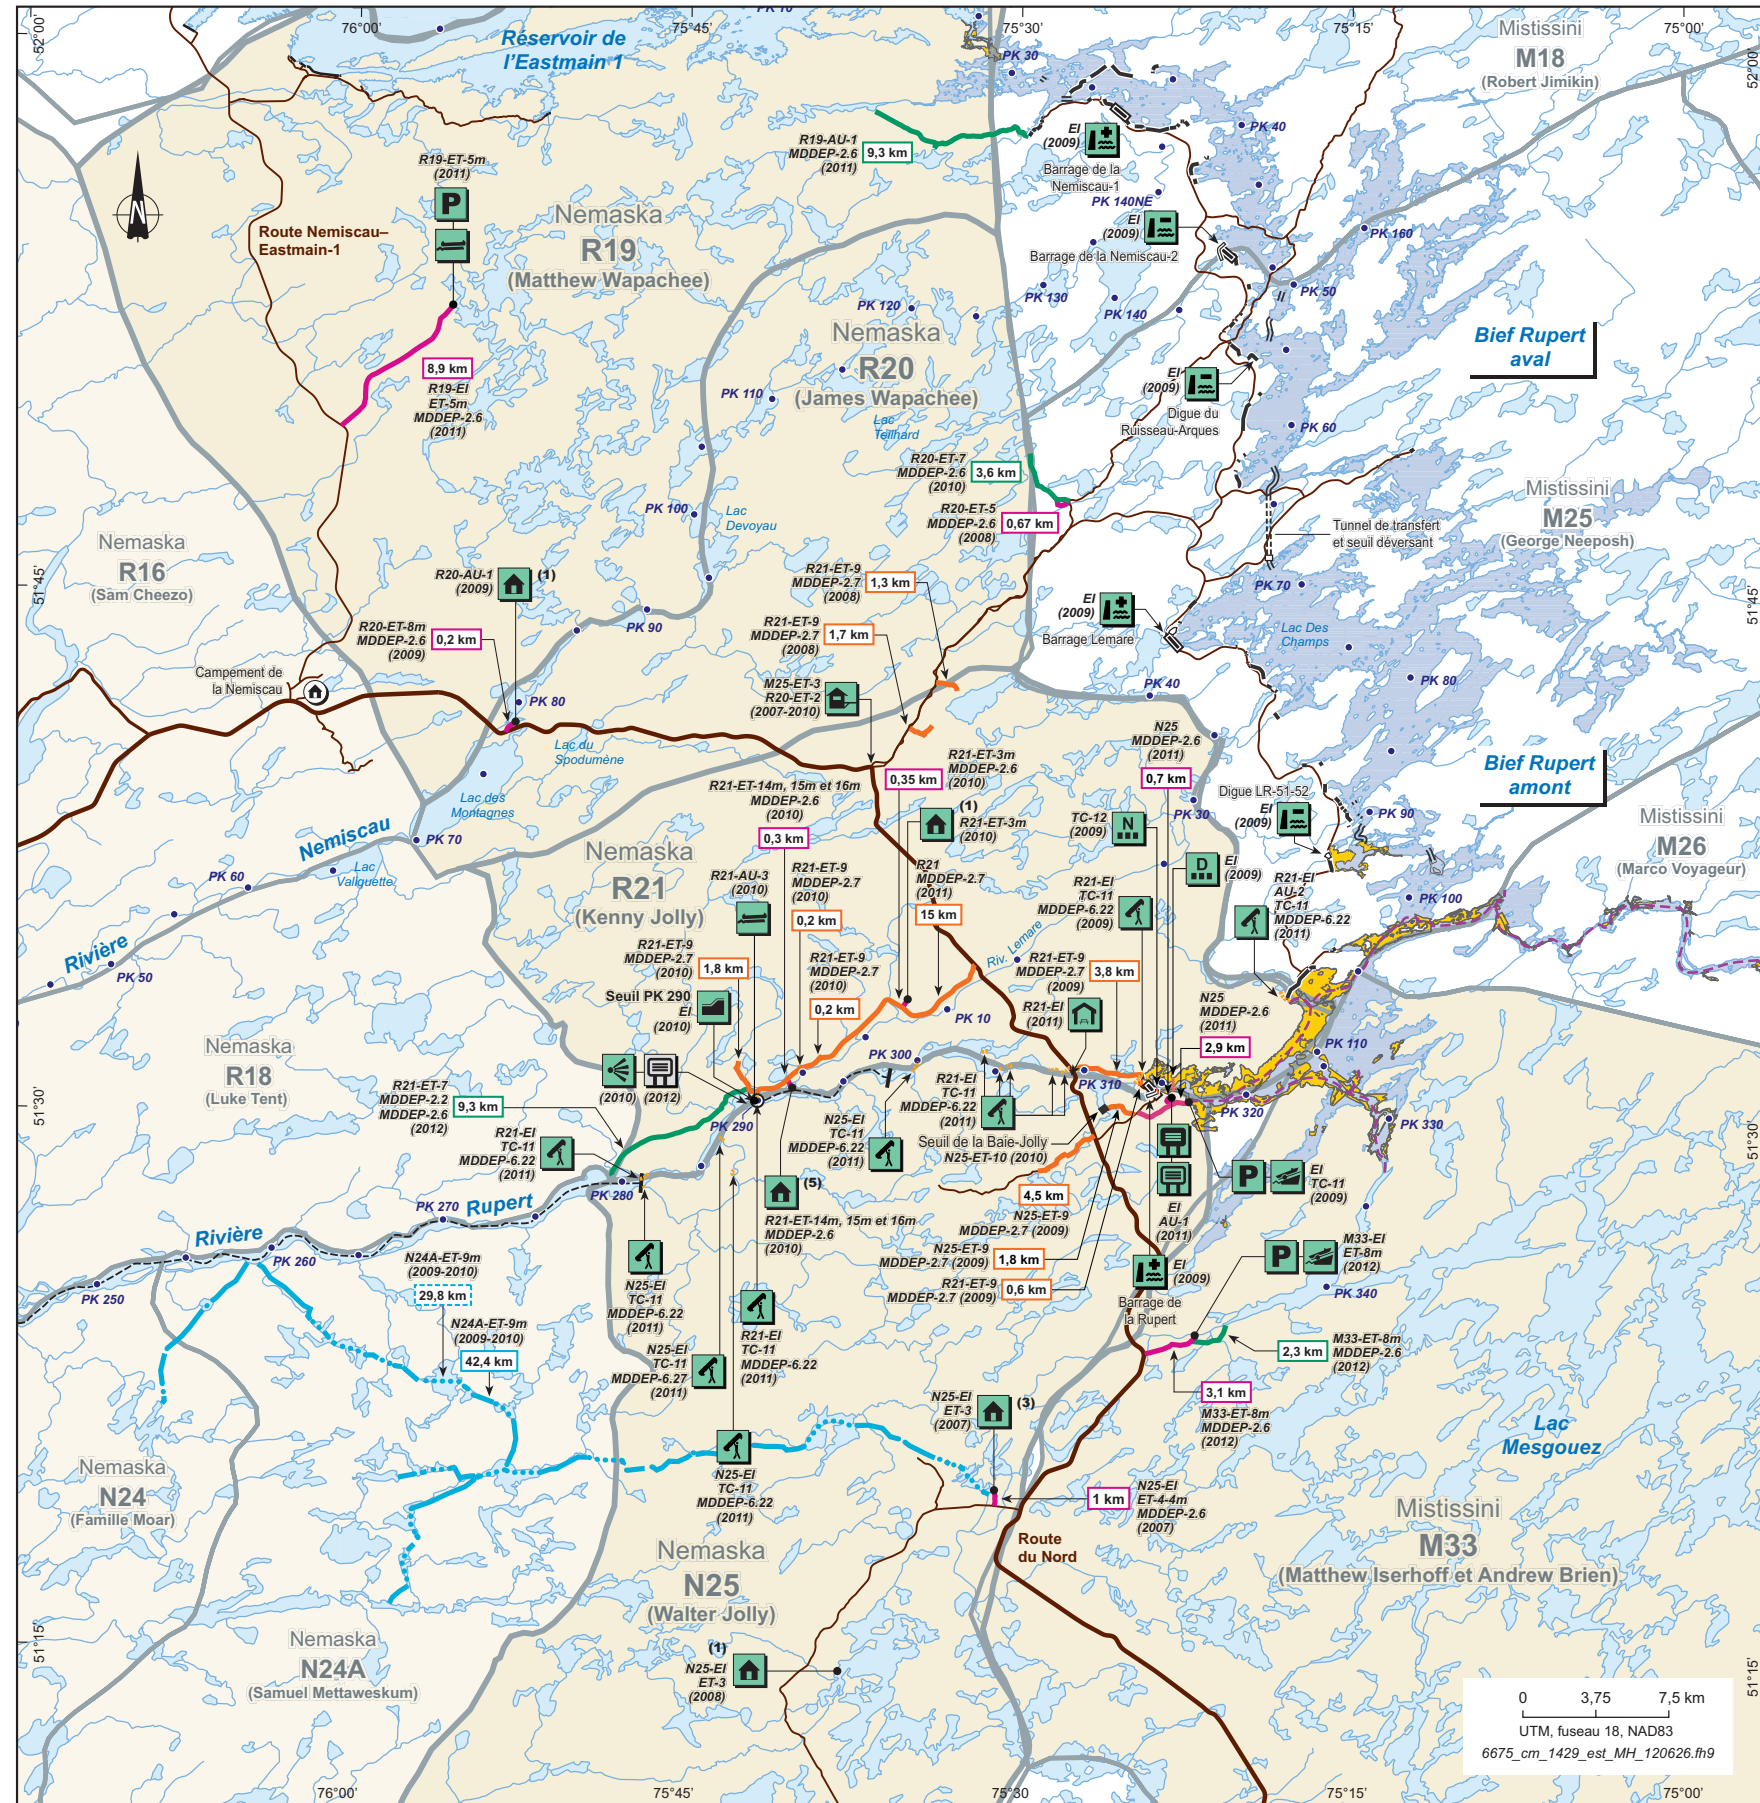 76°00'
75°45'
75°30'
75°15'
75°00'
52°00'
52°00'
PK 10
Réservoir de
l'Eastmain 1
PK 30
Mistissini
M18
(Robert Jimikin)
R19-AU-1
MDDEP-2.6
(2011)
9,3 km
EI
(2009)
Barrage de la
Nemiscau-1
PK 40
R19-ET-5m
(2011)
P
N
Route Nemiscau–
Eastmain-1
Nemaska
R19
(Matthew Wapachee)
PK 140NE
EI
(2009)
Barrage de la Nemiscau-2
PK 160
PK 130
PK 140
PK 50
PK 120
Nemaska
R20
(James Wapachee)
Bief Rupert
aval
8,9 km
R19-EI
ET-5m
MDDEP-2.6
(2011)
PK 110
Lac
Teilhard
EI
(2009)
Digue du
Ruisseau-Arques
PK 60
R20-ET-7
MDDEP-2.6
(2010)
3,6 km
R20-ET-5
MDDEP-2.6
(2008)
0,67 km
PK 100
Lac
Devoyau
Mistissini
M25
(George Neeposh)
Tunnel de transfert
et seuil déversant
Nemaska
R16
(Sam Cheezo)
51°45'
51°45'
R20-AU-1
(2009)
(1)
R21-ET-9
MDDEP-2.7
(2008)
1,3 km
PK 70
EI
(2009)
Barrage Lemare
Lac Des
Champs
R20-ET-8m
MDDEP-2.6
(2009)
0,2 km
PK 90
R21-ET-9
MDDEP-2.7
(2008)
1,7 km
Campement de
la Nemiscau
PK 80
M25-ET-3
R20-ET-2
(2007-2010)
PK 40
PK 80
Lac du
Spodumène
N25
MDDEP-2.6
(2011)
0,7 km
Bief Rupert
amont
R21-ET-14m, 15m et 16m
MDDEP-2.6
(2010)
0,3 km
0,35 km
R21-ET-3m
MDDEP-2.6
(2010)
Lac des
Montagnes
(1)
R21-ET-3m
(2010)
TC-12
(2009)
N
PK 30
Digue LR-51-52
EI
(2009)
PK 90
Mistissini
M26
(Marco Voyageur)
Nemiscau
PK 70
Lac
Valiquette
PK 60
Nemaska
R21
(Kenny Jolly)
R21-AU-3
(2010)
R21-ET-9
MDDEP-2.7
(2010)
0,2 km
R21
MDDEP-2.7
(2011)
15 km
D
EI
(2009)
R21-EI
TC-11
MDDEP-6.22
(2009)
R21-EI
AU-2
TC-11
MDDEP-6.22
(2011)
PK 100
Rivière
PK 50
R21-ET-9
MDDEP-2.7
(2010)
1,8 km
R21-ET-9
MDDEP-2.7
(2010)
0,2 km
Riv. Lemare
R21-ET-9
MDDEP-2.7
(2009)
3,8 km
Seuil PK 290
EI
(2010)
PK 10
R21-EI
(2011)
N25
MDDEP-2.6
(2011)
2,9 km
Nemaska
R18
(Luke Tent)
PK 300
PK 310
PK 110
(2010)
(2012)
R21-ET-7
MDDEP-2.2
MDDEP-2.6
(2012)
9,3 km
51°30'
51°30'
R21-EI
TC-11
MDDEP-6.22
(2011)
PK 290
N25-EI
TC-11
MDDEP-6.22
(2011)
R21-EI
TC-11
MDDEP-6.22
(2011)
PK 320
PK 330
Seuil de la Baie-Jolly
N25-ET-10 (2010)
PK 280
(5)
P
EI
TC-11
(2009)
Rupert
PK 270
4,5 km
N25-ET-9
MDDEP-2.7 (2009)
EI
AU-1
(2011)
R21-ET-14m, 15m et 16m
MDDEP-2.6
(2010)
Rivière
PK 260
N24A-ET-9m
(2009-2010)
29,8 km
N25-ET-9
MDDEP-2.7 (2009)
1,8 km
R21-ET-9
MDDEP-2.7 (2009)
0,6 km
EI
(2009)
Barrage de
la Rupert
P
M33-EI
ET-8m
(2012)
PK 340
PK 250
N25-EI
TC-11
MDDEP-6.22
(2011)
N24A-ET-9m
(2009-2010)
42,4 km
R21-EI
TC-11
MDDEP-6.22
(2011)
N25-EI
TC-11
MDDEP-6.27
(2011)
2,3 km
M33-ET-8m
MDDEP-2.6
(2012)
3,1 km
M33-ET-8m
MDDEP-2.6
(2012)
N25-EI
ET-3
(2007)
(3)
Lac
Mesgouez
Nemaska
N24
(Famille Moar)
N25-EI
TC-11
MDDEP-6.22
(2011)
1 km
N25-EI
ET-4-4m
MDDEP-2.6
(2007)
Route
du Nord
Mistissini
M33
(Matthew Iserhoff et Andrew Brien)
Nemaska
N25
(Walter Jolly)
51°15'
51°15'
Nemaska
N24A
(Samuel Mettaweskum)
(1)
N25-EI
ET-3
(2008)
0 3,75 7,5 km
UTM, fuseau 18, NAD83
6675_cm_1429_est_MH_120626.fh9
76°00'
75°45'
75°30'
75°15'
75°00'